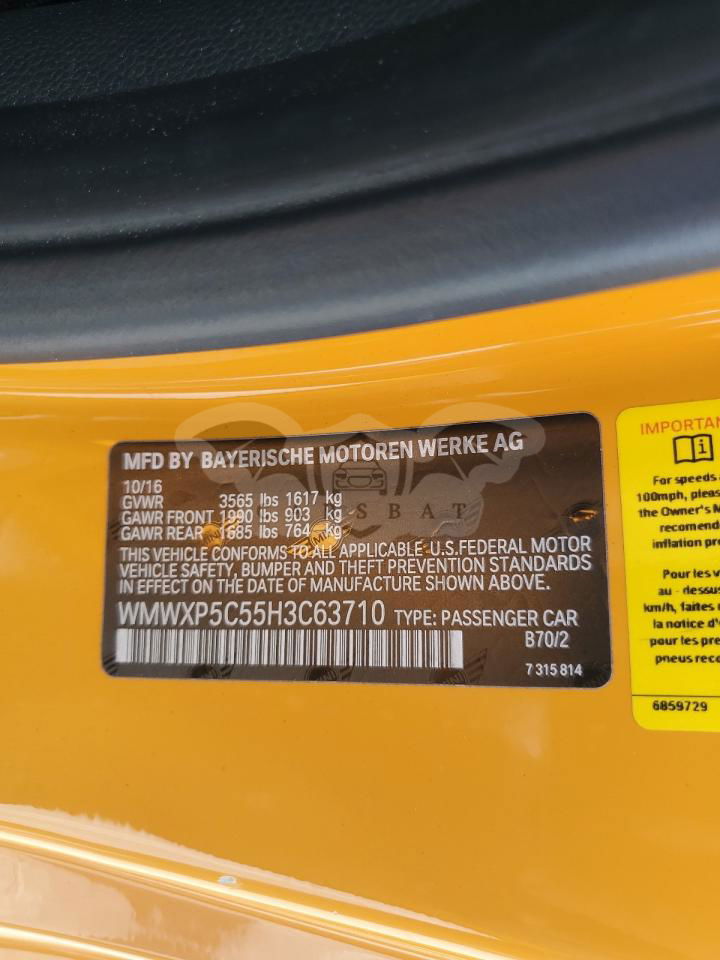 MFD BY BAYERISCHE MOTOREN WERKE AG
10/16
GVWR 3565 lbs 1617 kg
GAWR FRONT 1990 lbs 903 kg
GAWR REAR 1685 lbs 764 kg
THIS VEHICLE CONFORMS TO ALL APPLICABLE U.S.FEDERAL MOTOR
VEHICLE SAFETY, BUMPER, AND THEFT PREVENTION STANDARDS
IN EFFECT ON THE DATE OF MANUFACTURE SHOWN ABOVE.
WMWXP5C55H3C63710 TYPE: PASSENGER CAR
B70/2
7 315 814
IMPORTAN
For speeds
100mph, pleas
the Owner's M
recomend
inflation pre
Pour les v
au - dessus
km/h, faites
la notice d'
pour les pre
pneus reco
6859729